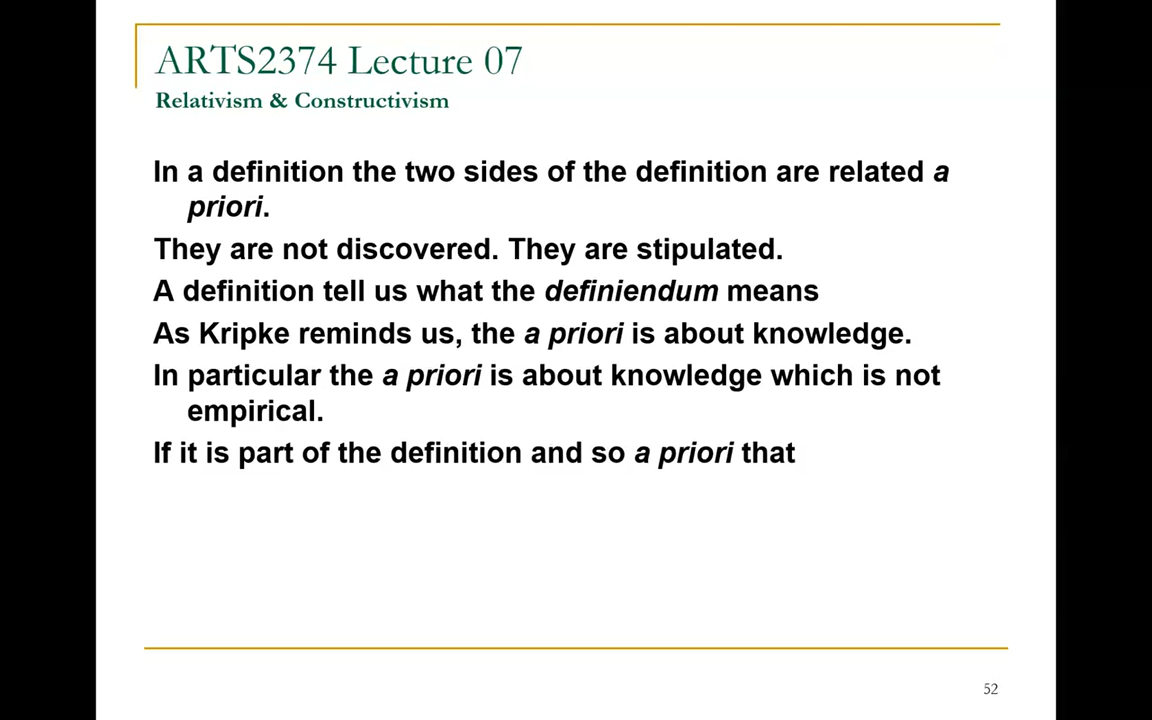 ARTS2374 Lecture 07
Relativism & Constructivism
In a definition the two sides of the definition are related a
priori.
They are not discovered. They are stipulated.
A definition tell us what the definiendum means
As Kripke reminds us, the a priori is about knowledge.
In particular the a priori is about knowledge which is not
empirical.
If it is part of the definition and so a priori that
52